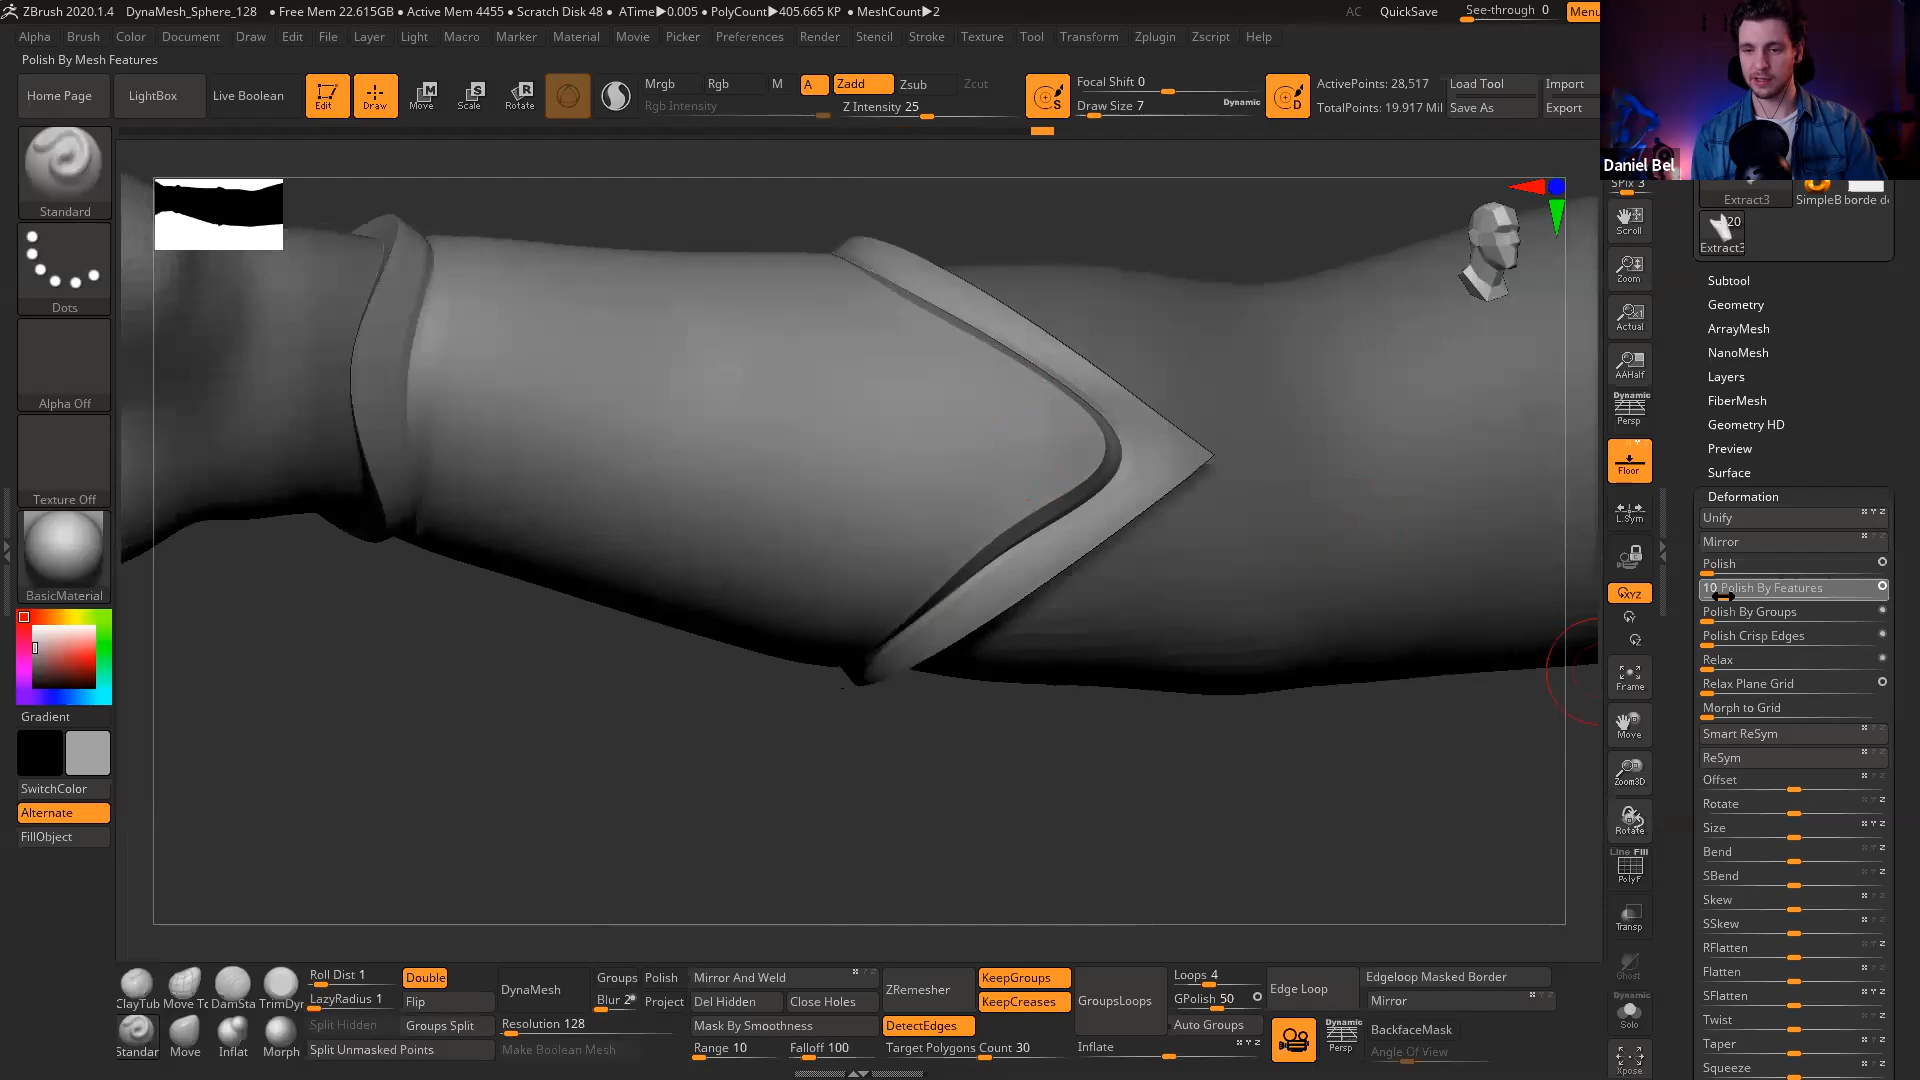 ZBrush 2020.1.4 DynaMesh_Sphere_128 ● Free Mem 22.615GB ● Active Mem 4455 ● Scratch Disk 48 ● ATime▶0.005 ● PolyCount▶405.665 KP ● MeshCount▶2 AC QuickSave See-through 0 Menu
Alpha Brush Color Document Draw Edit File Layer Light Macro Marker Material Movie Picker Preferences Render Stencil Stroke Texture Tool Transform Zplugin Zscript Help
Polish By Mesh Features
Home Page LightBox Live Boolean Edit Draw Move Scale Rotate
Mrgb Rgb M A Zadd Zsub Zcut
Rgb Intensity Z Intensity 25
Focal Shift 0
Draw Size 7 Dynamic
ActivePoints: 28,517
TotalPoints: 19.917 Mil
Load Tool Import
Save As Export
Daniel Bel
Standard
Dots
Alpha Off
Texture Off
BasicMaterial
Gradient
SwitchColor
Alternate
FillObject
SPix 3
Scroll
Zoom
Actual
AAHalf
Dynamic
Persp
Floor
L.Sym
XYZ
Frame
Move
Zoom3D
Rotate
Line Fill
PolyF
Transp
Ghost
Dynamic
Solo
Xpose
Extract3 SimpleB borde de
20
Extract3
Subtool
Geometry
ArrayMesh
NanoMesh
Layers
FiberMesh
Geometry HD
Preview
Surface
Deformation
Unify
Mirror
Polish
10 Polish By Features
Polish By Groups
Polish Crisp Edges
Relax
Relax Plane Grid
Morph to Grid
Smart ReSym
ReSym
Offset
Rotate
Size
Bend
SBend
Skew
SSkew
RFlatten
Flatten
SFlatten
Twist
Taper
Squeeze
ClayTub Move To DamSta TrimDyn
Standar Move Inflat Morph
Roll Dist 1 Double
LazyRadius 1 Flip
Split Hidden Groups Split
Split Unmasked Points
DynaMesh
Groups Polish
Blur 2 Project
Resolution 128
Make Boolean Mesh
Mirror And Weld
Del Hidden Close Holes
Mask By Smoothness
Range 10 Falloff 100
ZRemesher
KeepGroups
KeepCreases
DetectEdges
Target Polygons Count 30
GroupsLoops
Loops 4
GPolish 50
Auto Groups
Inflate
Edge Loop
Edgeloop Masked Border
Mirror
Dynamic
Persp
BackfaceMask
Angle Of View